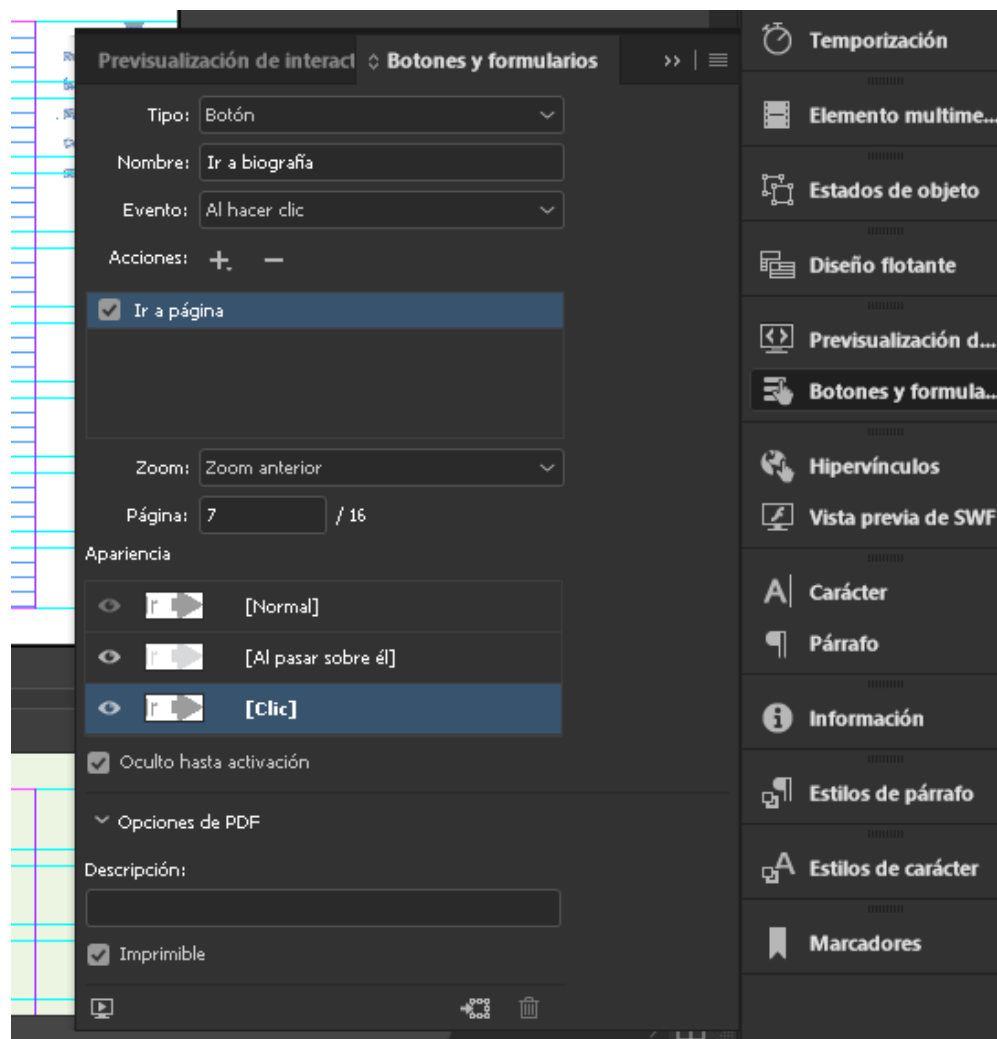 Previsualización de interact
Botones y formularios
Tipo: Botón
Nombre: Ir a biografía
Evento: Al hacer clic
Acciones:
Ir a página
Zoom: Zoom anterior
Página: 7 / 16
Apariencia
Ir [Normal]
Ir [Al pasar sobre él]
Ir [Clic]
Oculto hasta activación
Opciones de PDF
Descripción:
Imprimible
Temporización
Elemento multime...
Estados de objeto
Diseño flotante
Previsualización d...
Botones y formula...
Hipervínculos
Vista previa de SWF
Carácter
Párrafo
Información
Estilos de párrafo
Estilos de carácter
Marcadores